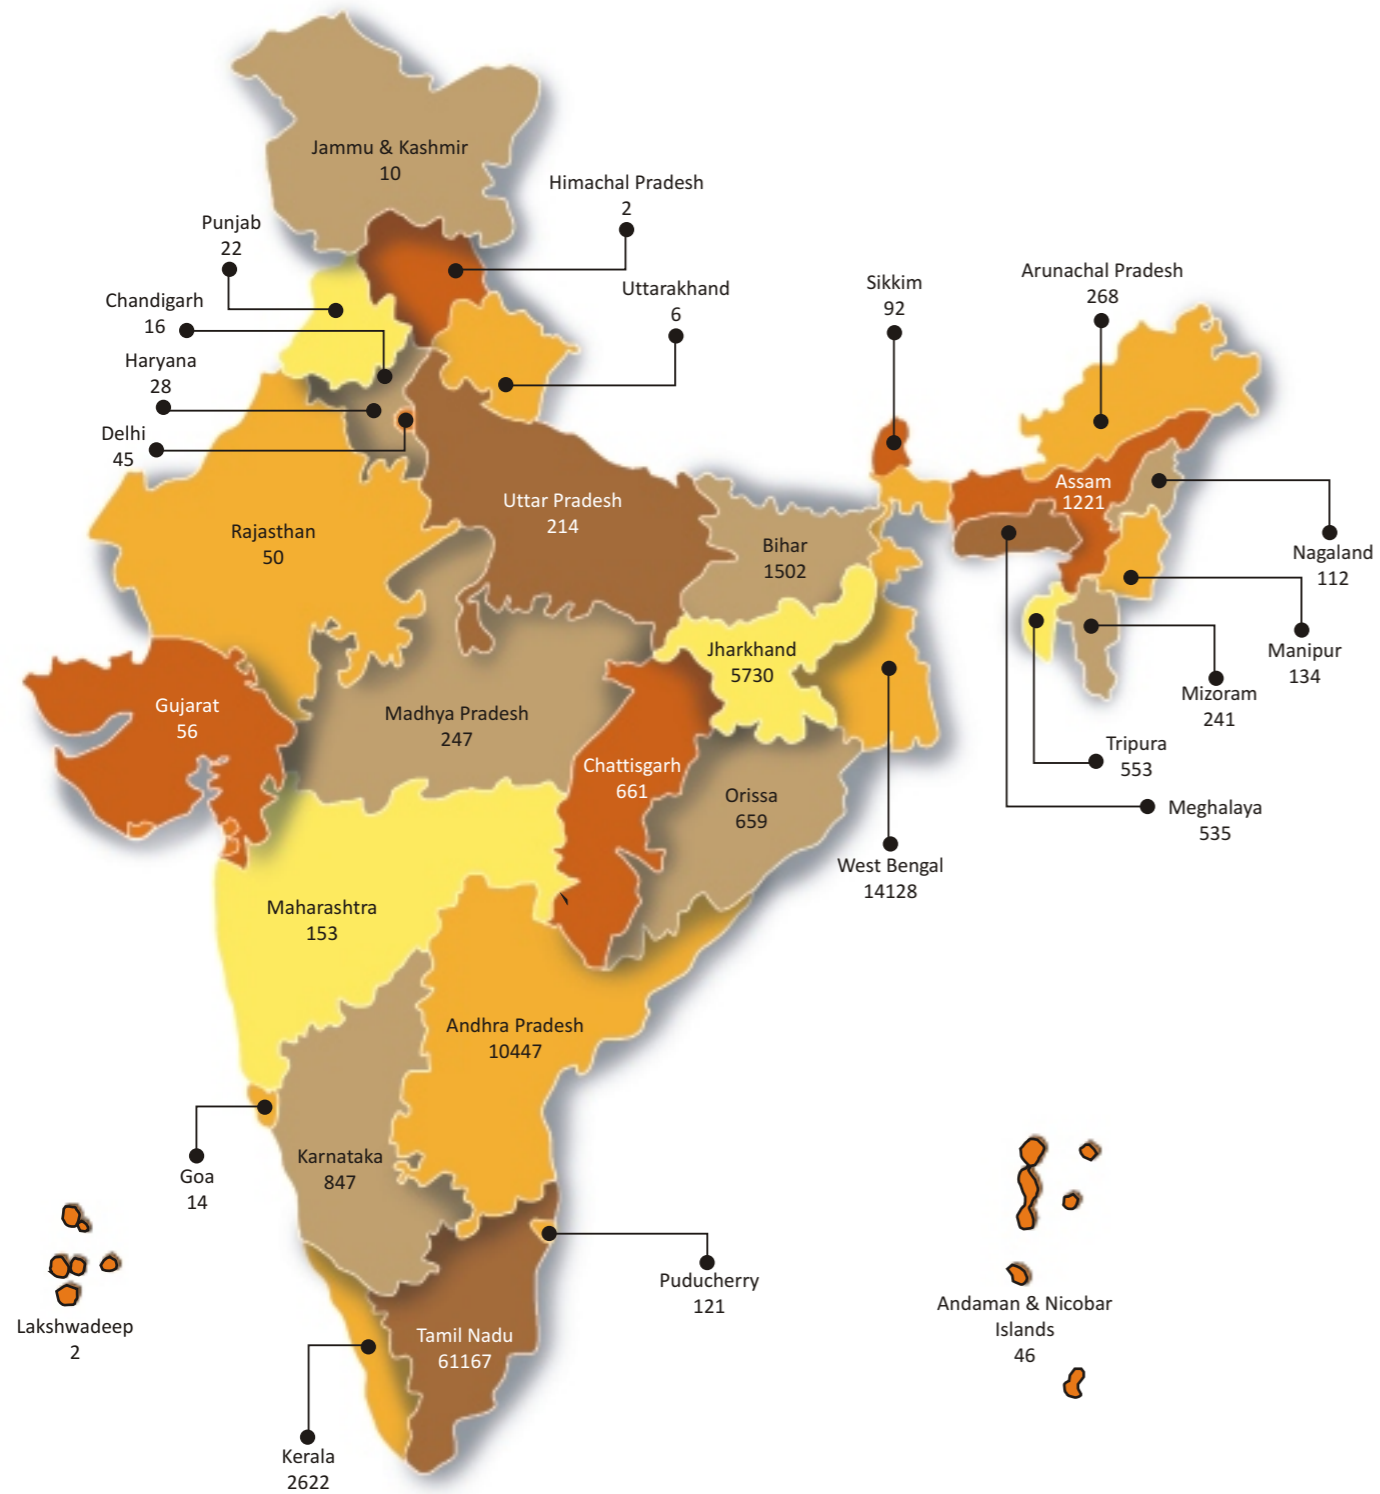 Jammu & Kashmir
10
Himachal Pradesh
2
Punjab
22
Uttarakhand
6
Chandigarh
16
Haryana
28
Delhi
45
Sikkim
92
Arunachal Pradesh
268
Assam
1221
Nagaland
112
Uttar Pradesh
214
Rajasthan
50
Bihar
1502
Manipur
134
Jharkhand
5730
Mizoram
241
Gujarat
56
Madhya Pradesh
247
Tripura
553
Chattisgarh
661
Orissa
659
Meghalaya
535
West Bengal
14128
Maharashtra
153
Andhra Pradesh
10447
Karnataka
847
Goa
14
Puducherry
121
Andaman & Nicobar
Islands
46
Lakshwadeep
2
Tamil Nadu
61167
Kerala
2622